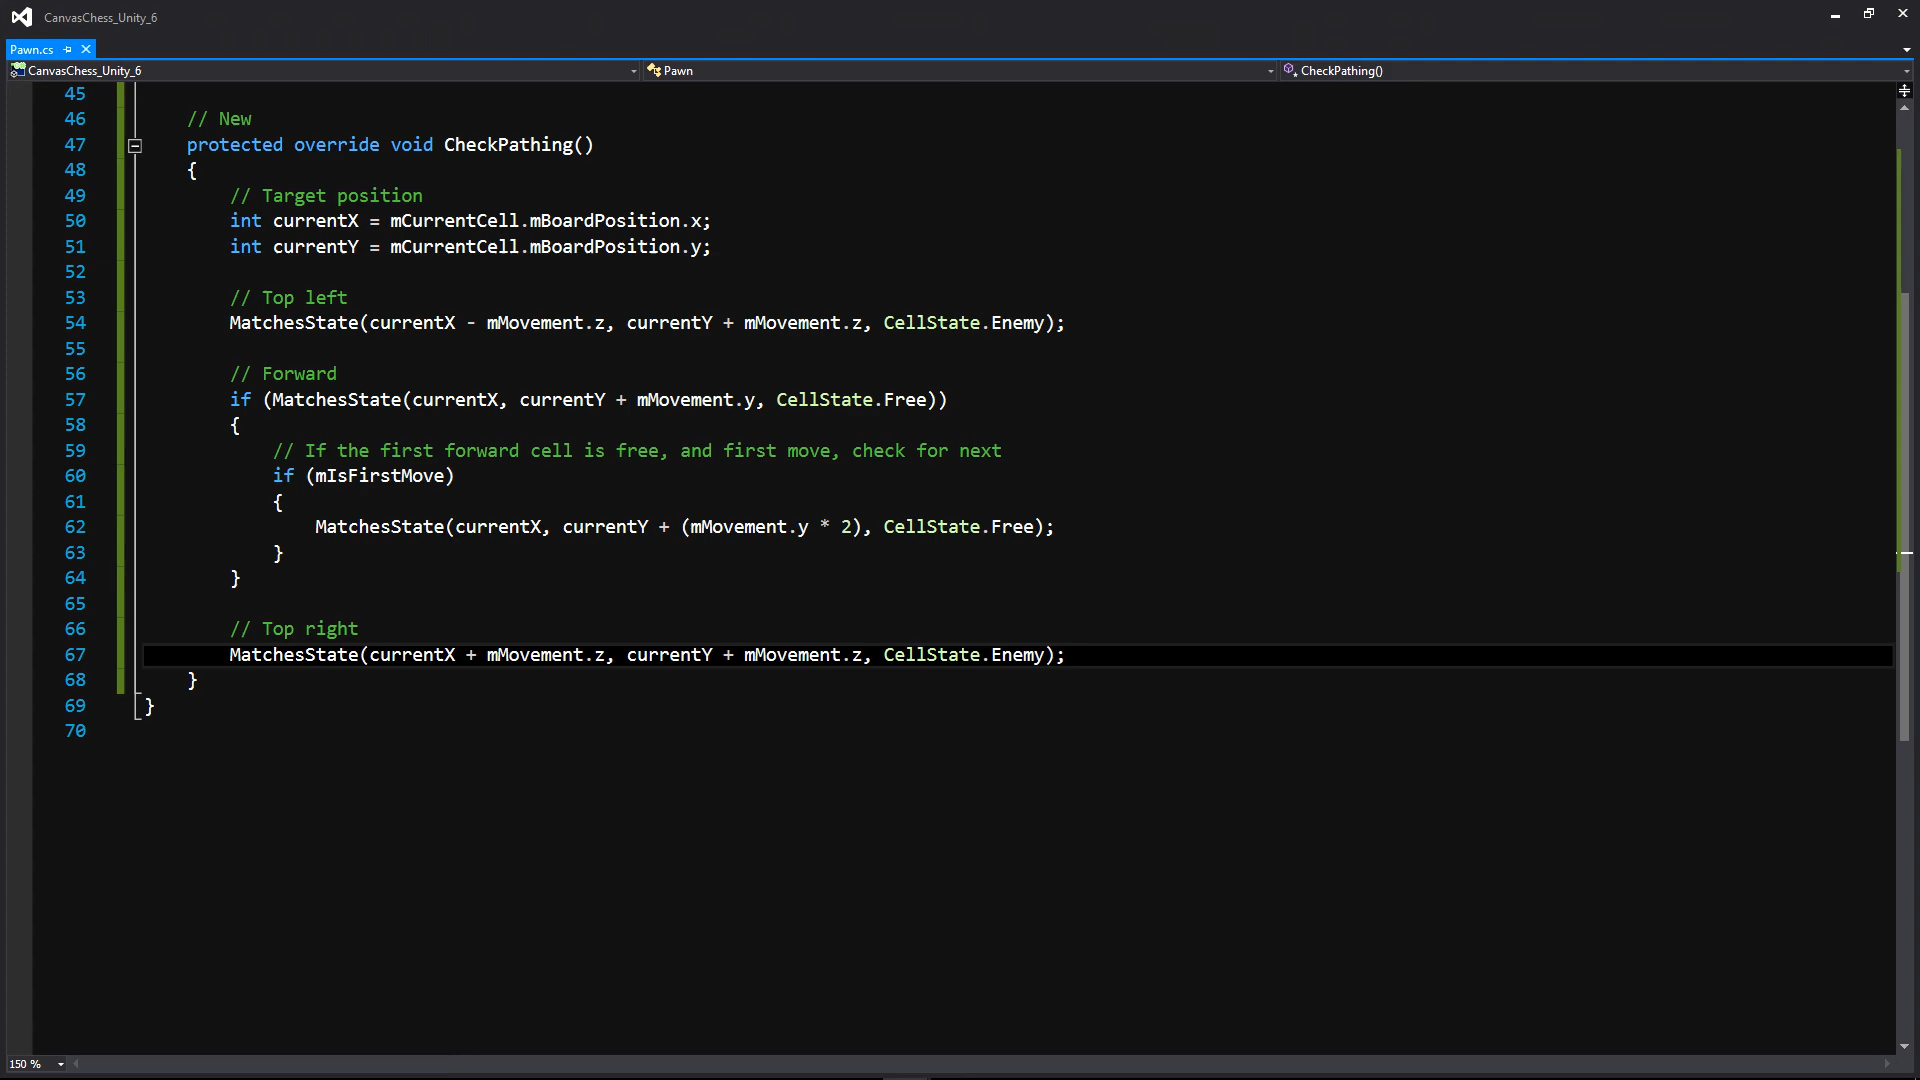 CanvasChess_Unity_6
Pawn.cs
CanvasChess_Unity_6 Pawn CheckPathing()
45
46 // New
47 protected override void CheckPathing()
48 {
49 // Target position
50 int currentX = mCurrentCell.mBoardPosition.x;
51 int currentY = mCurrentCell.mBoardPosition.y;
52
53 // Top left
54 MatchesState(currentX - mMovement.z, currentY + mMovement.z, CellState.Enemy);
55
56 // Forward
57 if (MatchesState(currentX, currentY + mMovement.y, CellState.Free))
58 {
59 // If the first forward cell is free, and first move, check for next
60 if (mIsFirstMove)
61 {
62 MatchesState(currentX, currentY + (mMovement.y * 2), CellState.Free);
63 }
64 }
65
66 // Top right
67 MatchesState(currentX + mMovement.z, currentY + mMovement.z, CellState.Enemy);
68 }
69 }
70
150 %